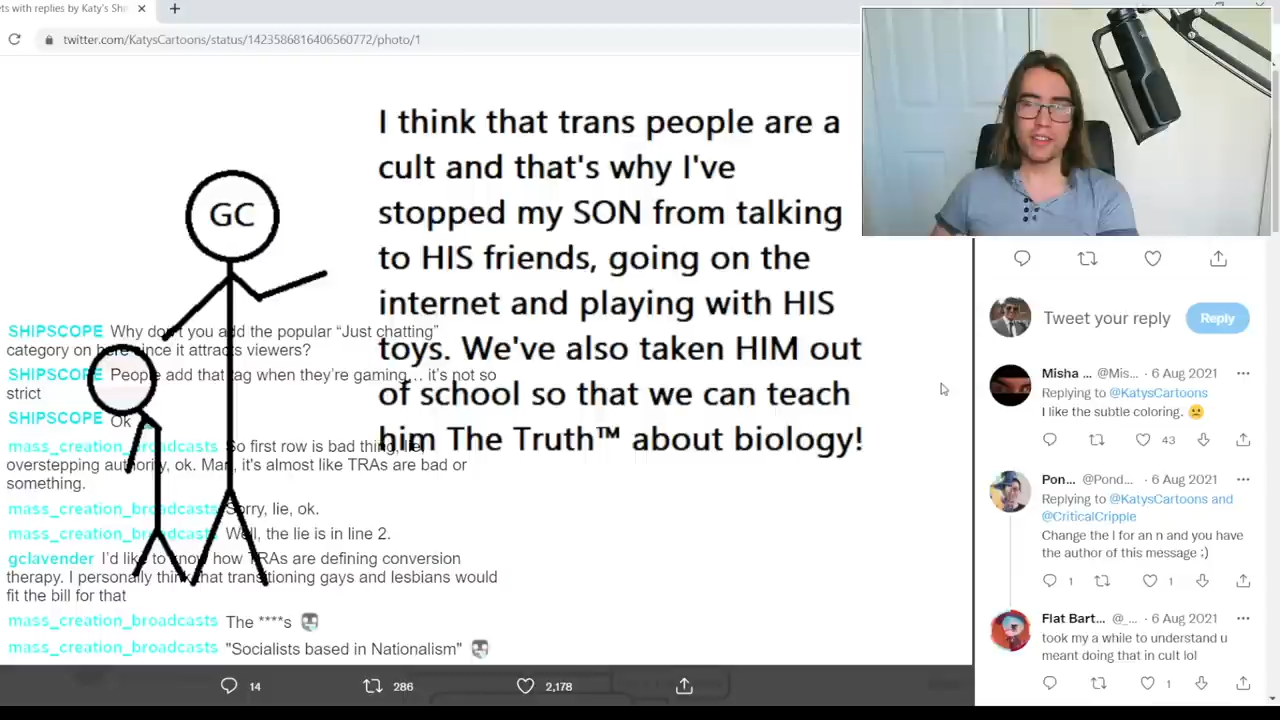 ets with replies by Katy's Shi
twitter.com/KatysCartoons/status/1423586816406560772/photo/1
GC
I think that trans people are a
cult and that's why I've
stopped my SON from talking
to HIS friends, going on the
internet and playing with HIS
toys. We've also taken HIM out
of school so that we can teach
him The Truth™ about biology!
SHIPSCOPE Why don't you add the popular “Just chatting”
category on here since it attracts viewers?
SHIPSCOPE People add that tag when they're gaming… it's not so
strict
SHIPSCOPE Ok
mass_creation_broadcasts So first row is bad thing, lie,
overstepping authority, ok. Man, it's almost like TRAs are bad or
something.
mass_creation_broadcasts Sorry, lie, ok.
mass_creation_broadcasts Well, the lie is in line 2.
gclavender I'd like to know how TRAs are defining conversion
therapy. I personally think that transitioning gays and lesbians would
fit the bill for that
mass_creation_broadcasts The ****s
mass_creation_broadcasts "Socialists based in Nationalism"
14
286
2,178
Tweet your reply
Reply
Misha ... @Mis... · 6 Aug 2021
Replying to @KatysCartoons
I like the subtle coloring.
43
Pon... @Pond... · 6 Aug 2021
Replying to @KatysCartoons and
@CriticalCripple
Change the l for an n and you have
the author of this message ;)
1
1
Flat Bart... @_... · 6 Aug 2021
took my a while to understand u
meant doing that in cult lol
1